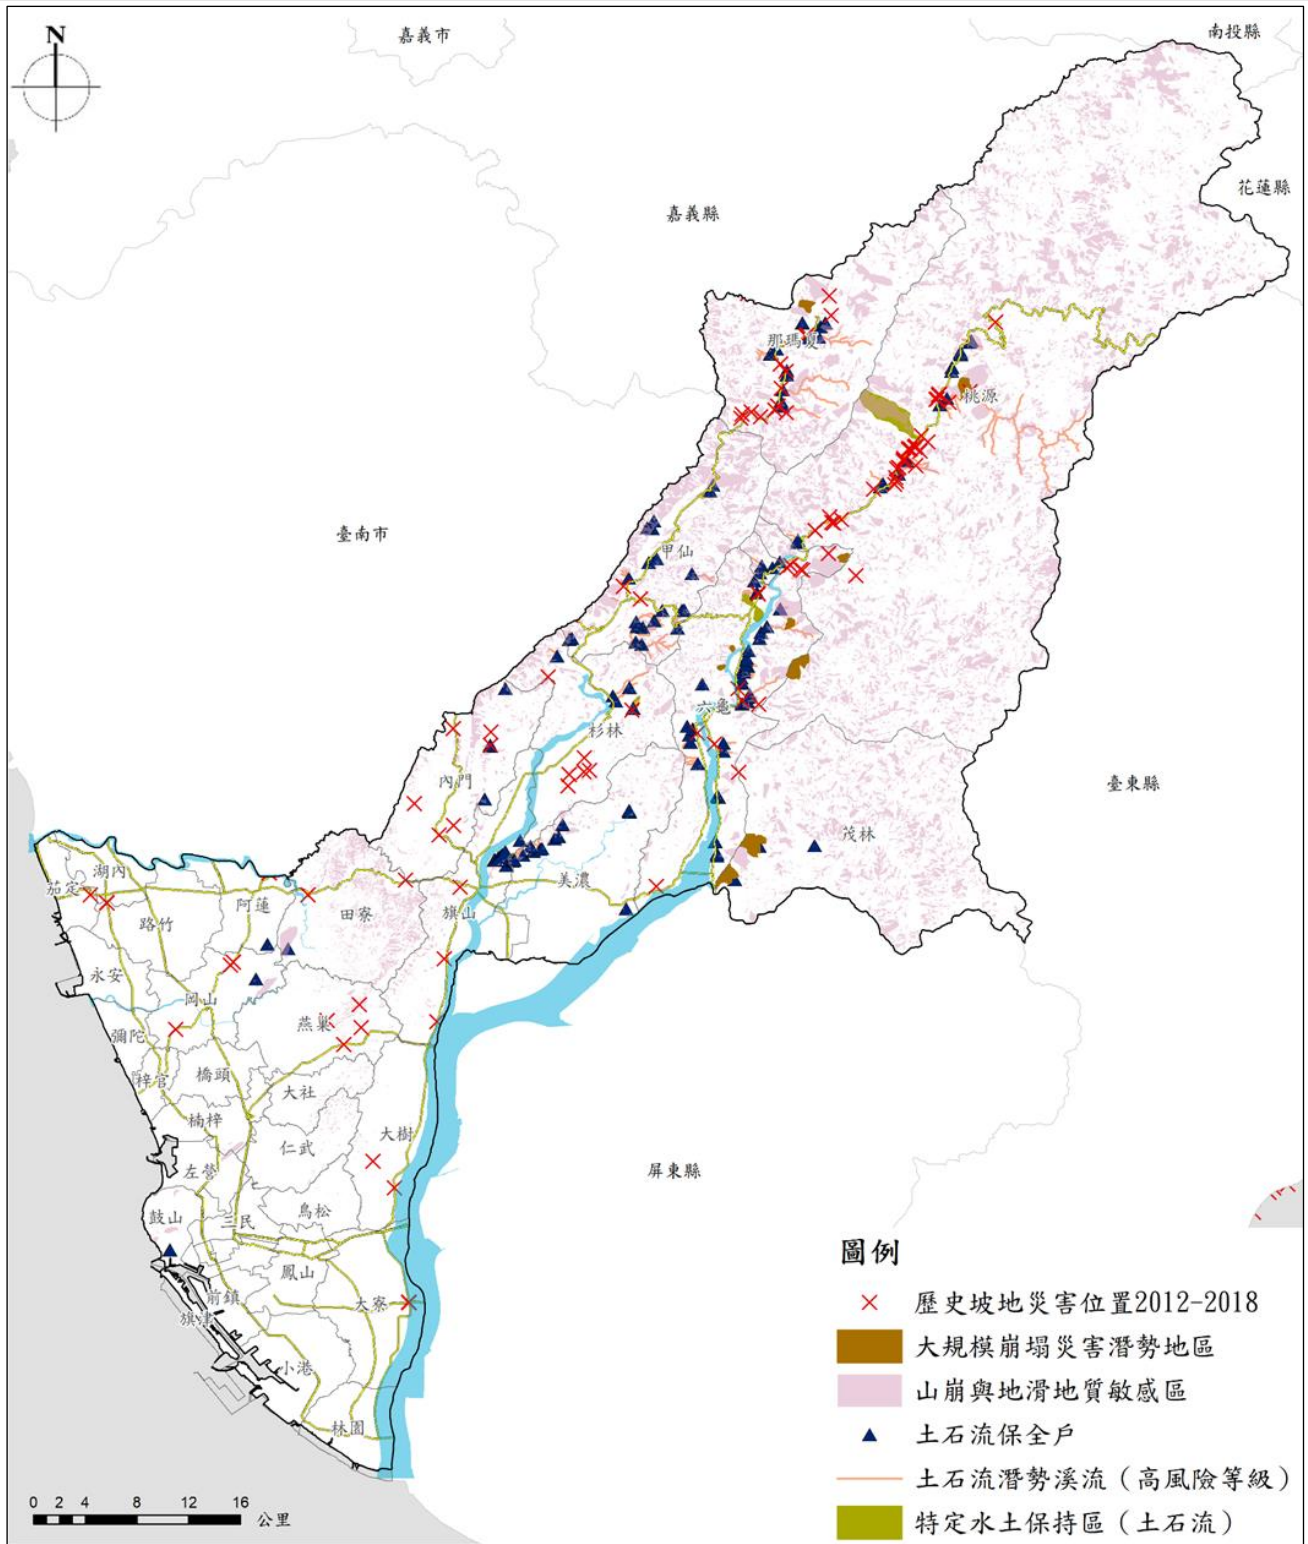 N
嘉義市
南投縣
花蓮縣
嘉義縣
那瑪夏
桃源
臺南市
甲仙
六龜
杉林
內門
臺東縣
茂林
湖內
美濃
茄定
阿蓮
田寮
旗山
路竹
永安
岡山
燕巢
彌陀
橋頭
梓官
大社
楠梓
大樹
仁武
左營
屏東縣
鳥松
鼓山
三民
鳳山
前鎮
大寮
旗津
小港
林園
圖例
歷史坡地災害位置2012-2018
大規模崩塌災害潛勢地區
山崩與地滑地質敏感區
土石流保全戶
土石流潛勢溪流（高風險等級）
特定水土保持區（土石流）
0 2 4 8 12 16
公里